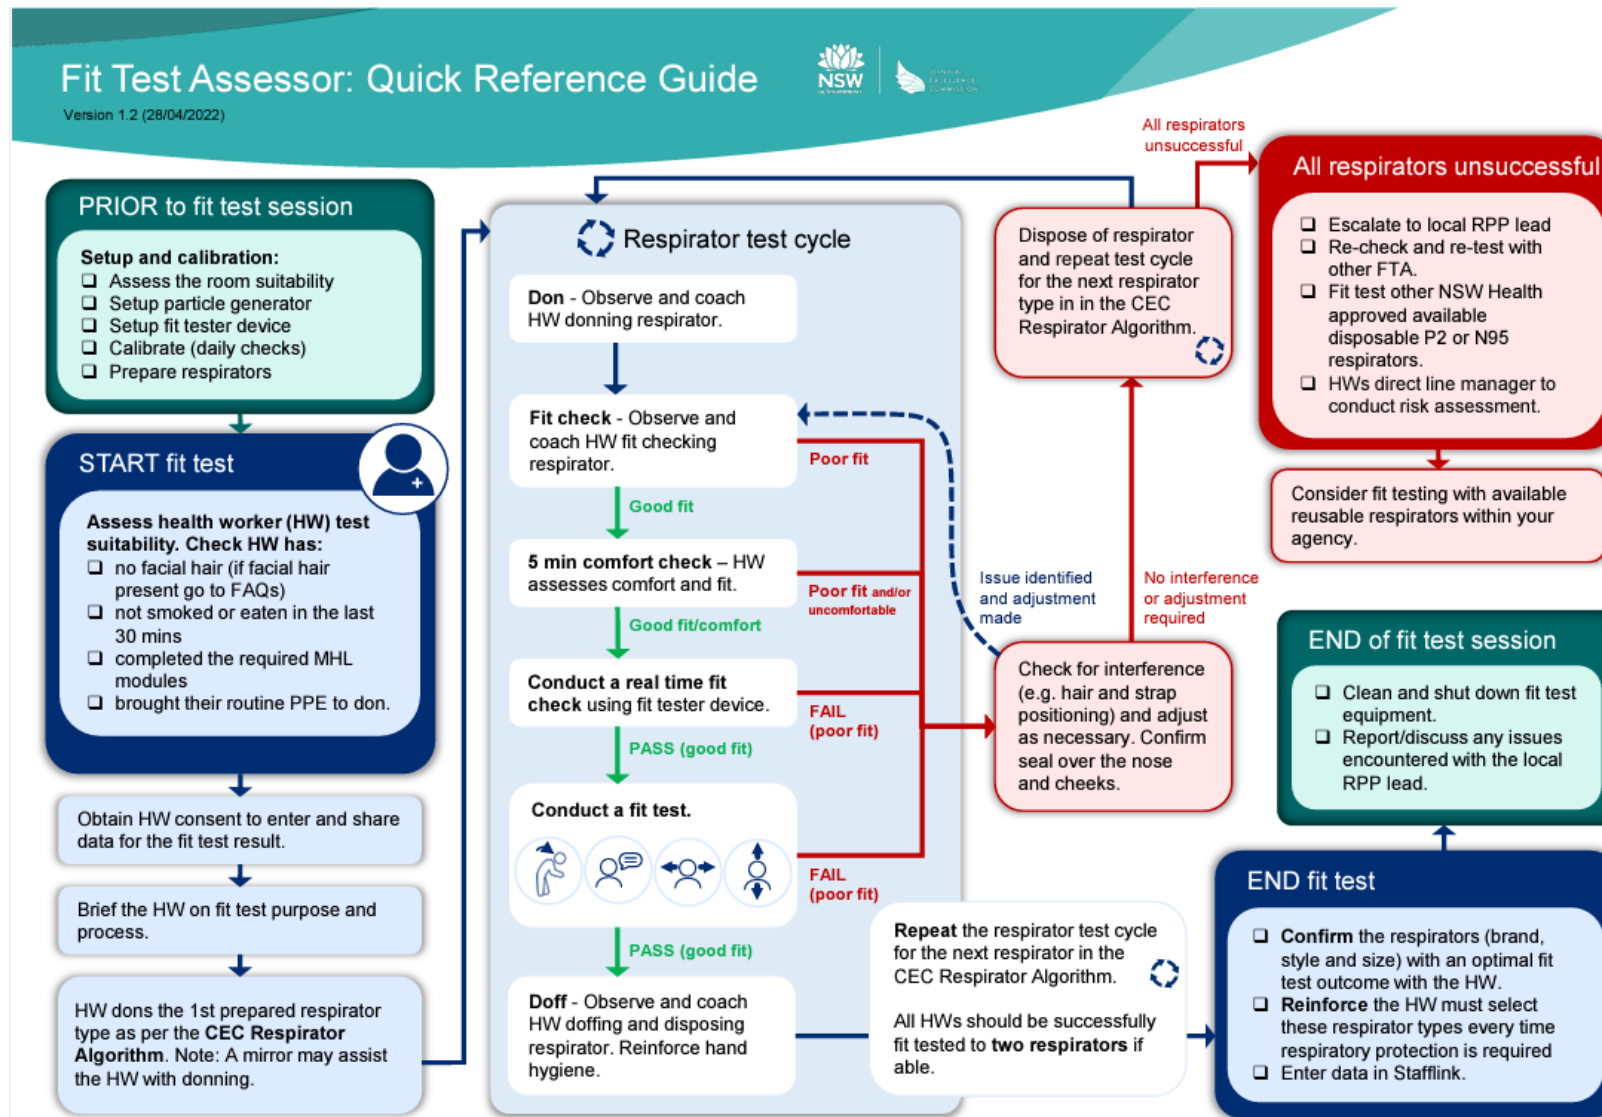 Fit Test Assessor: Quick Reference Guide
Version 1.2 (28/04/2022)
NSW
GOVERNMENT
CLINICAL
EXCELLENCE
COMMISSION
PRIOR to fit test session
Setup and calibration:
❑ Assess the room suitability
❑ Setup particle generator
❑ Setup fit tester device
❑ Calibrate (daily checks)
❑ Prepare respirators
START fit test
Assess health worker (HW) test
suitability. Check HW has:
❑ no facial hair (if facial hair
present go to FAQs)
❑ not smoked or eaten in the last
30 mins
❑ completed the required MHL
modules
❑ brought their routine PPE to don.
Obtain HW consent to enter and share
data for the fit test result.
Brief the HW on fit test purpose and
process.
HW dons the 1st prepared respirator
type as per the CEC Respirator
Algorithm. Note: A mirror may assist
the HW with donning.
Respirator test cycle
Don - Observe and coach
HW donning respirator.
Fit check - Observe and
coach HW fit checking
respirator.
Poor fit
Good fit
5 min comfort check – HW
assesses comfort and fit.
Poor fit and/or
uncomfortable
Good fit/comfort
Conduct a real time fit
check using fit tester device.
FAIL
(poor fit)
PASS (good fit)
Conduct a fit test.
FAIL
(poor fit)
PASS (good fit)
Doff - Observe and coach
HW doffing and disposing
respirator. Reinforce hand
hygiene.
Repeat the respirator test cycle
for the next respirator in the
CEC Respirator Algorithm.
All HWs should be successfully
fit tested to two respirators if
able.
Check for interference
(e.g. hair and strap
positioning) and adjust
as necessary. Confirm
seal over the nose
and cheeks.
Issue identified
and adjustment
made
No interference
or adjustment
required
Dispose of respirator
and repeat test cycle
for the next respirator
type in in the CEC
Respirator Algorithm.
All respirators
unsuccessful
All respirators unsuccessful
❑ Escalate to local RPP lead
❑ Re-check and re-test with
other FTA.
❑ Fit test other NSW Health
approved available
disposable P2 or N95
respirators.
❑ HWs direct line manager to
conduct risk assessment.
Consider fit testing with available
reusable respirators within your
agency.
END fit test
❑ Confirm the respirators (brand,
style and size) with an optimal fit
test outcome with the HW.
❑ Reinforce the HW must select
these respirator types every time
respiratory protection is required
❑ Enter data in Stafflink.
END of fit test session
❑ Clean and shut down fit test
equipment.
❑ Report/discuss any issues
encountered with the local
RPP lead.